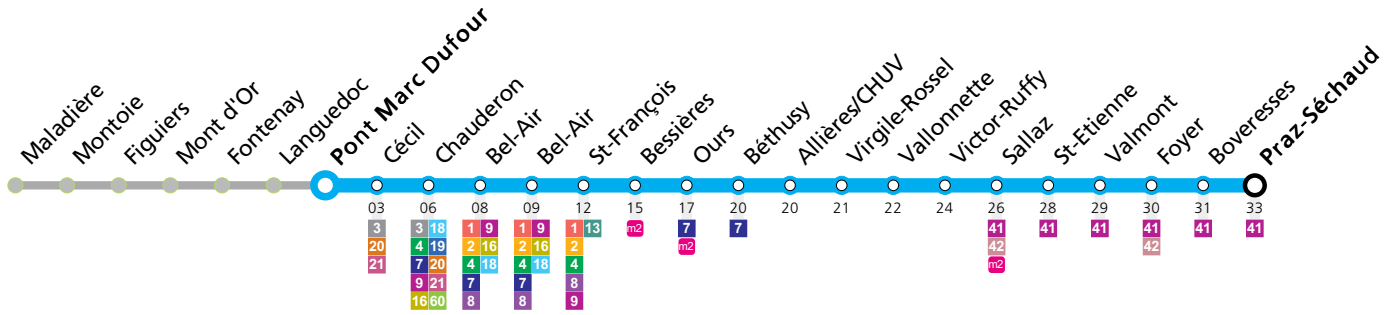 Maladière
Montoie
Figuiers
Mont d'Or
Fontenay
Languedoc
Pont Marc Dufour
Cécil
Chauderon
Bel-Air
Bel-Air
St-François
Bessières
Ours
Béthusy
Allières/CHUV
Virgile-Rossel
Vallonnette
Victor-Ruffy
Sallaz
St-Etienne
Valmont
Foyer
Boveresses
Praz-Séchaud
03 06 08 09 12 15 17 20 20 21 22 24 26 28 29 30 31 33
3 3 18 1 9 1 9 1 13 m2 7 7 41 41 41 41 41 41
20 4 19 2 16 2 16 2 m2 42 42
21 7 20 4 18 4 18 4 m2
9 21 7 7 8
16 60 8 8 9